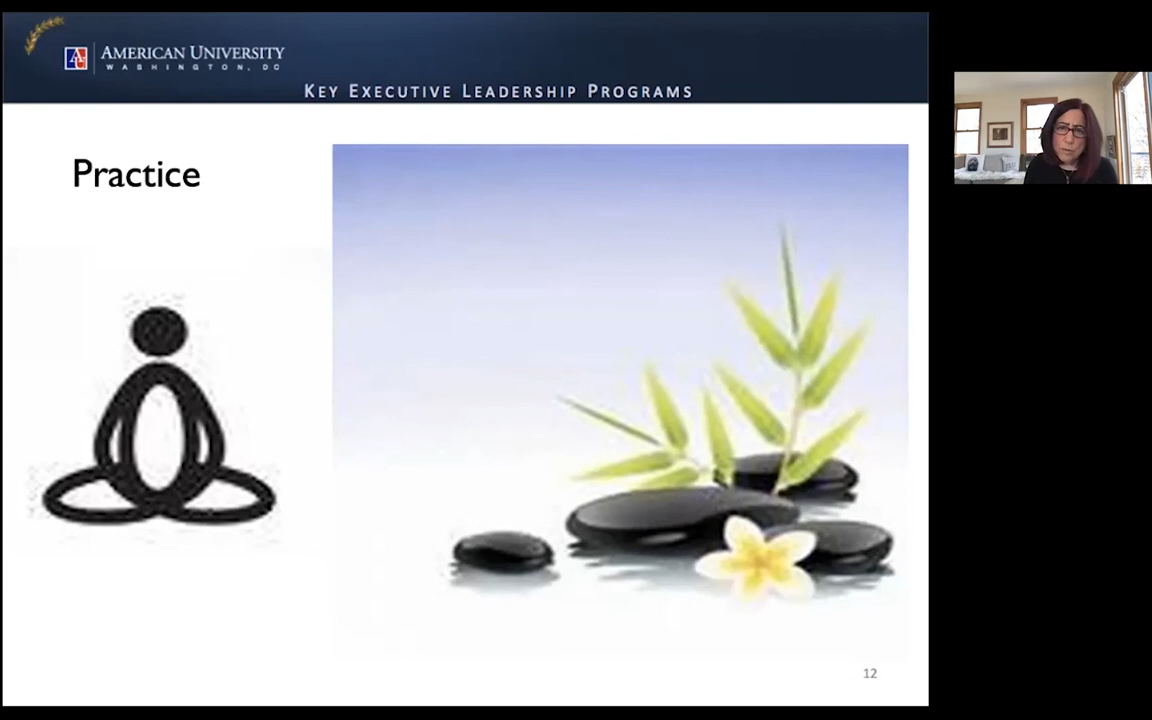 AMERICAN UNIVERSITY
WASHINGTON, DC
KEY EXECUTIVE LEADERSHIP PROGRAMS
Practice
12